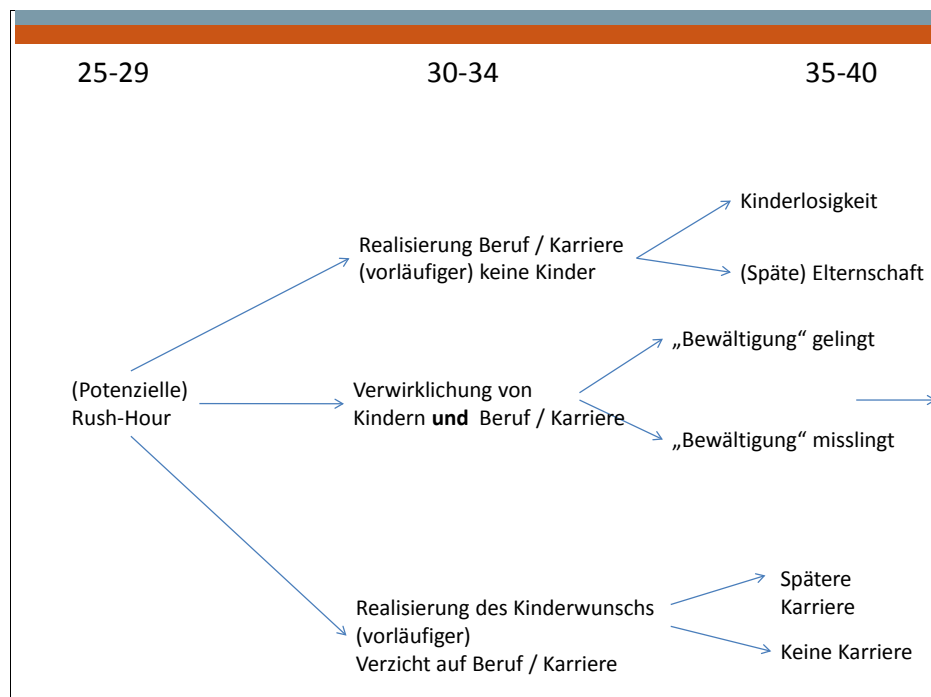 25-29
30-34
35-40
Kinderlosigkeit
Realisierung Beruf / Karriere
(vorläufiger) keine Kinder
(Späte) Elternschaft
„Bewältigung“ gelingt
(Potenzielle)
Rush-Hour
Verwirklichung von
Kindern und Beruf / Karriere
„Bewältigung“ misslingt
Spätere
Karriere
Realisierung des Kinderwunschs
(vorläufiger)
Verzicht auf Beruf / Karriere
Keine Karriere